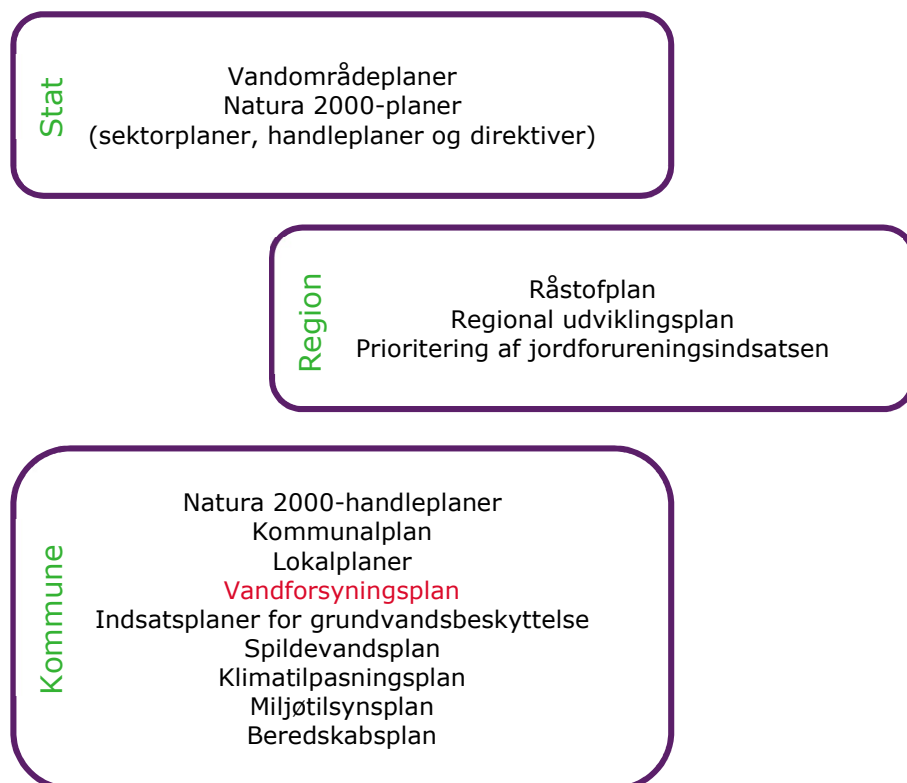 Stat
Vandområdeplaner
Natura 2000-planer
(sektorplaner, handleplaner og direktiver)
Region
Råstofplan
Regional udviklingsplan
Prioritering af jordforureningsindsatsen
Kommune
Natura 2000-handleplaner
Kommunalplan
Lokalplaner
Vandforsyningsplan
Indsatsplaner for grundvandsbeskyttelse
Spildevandsplan
Klimatilpasningsplan
Miljøtilsynsplan
Beredskabsplan